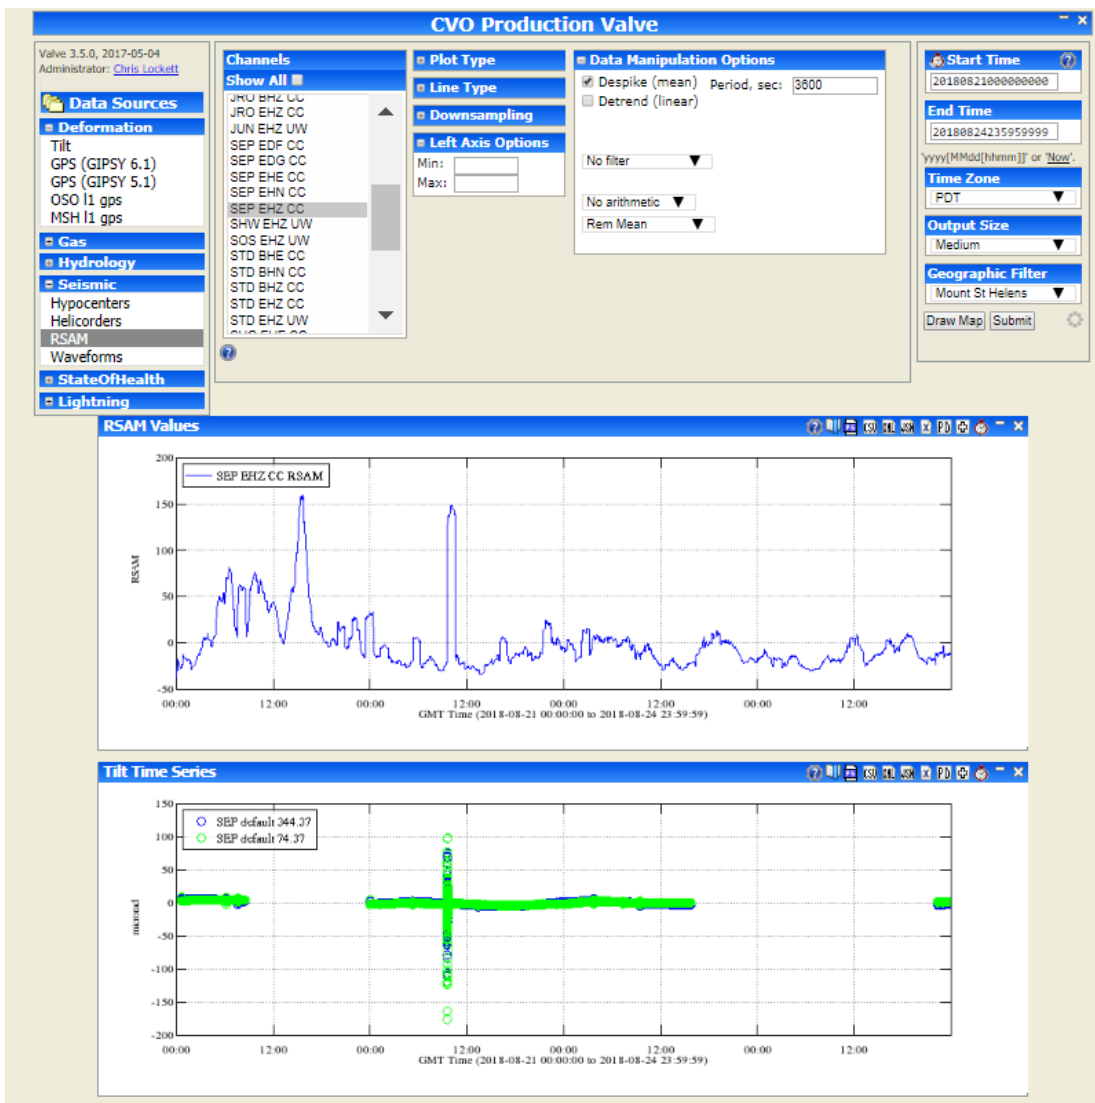 CVO Production Valve
Valve 3.5.0, 2017-05-04
Administrator: Chris Lockett
Data Sources
Deformation
Tilt
GPS (GIPSY 6.1)
GPS (GIPSY 5.1)
OSO l1 gps
MSH l1 gps
Gas
Hydrology
Seismic
Hypocenters
Helicorders
RSAM
Waveforms
StateOfHealth
Lightning
Channels
Show All
JRO BHZ CC
JRO EHZ CC
JUN EHZ UW
SEP EDF CC
SEP EDG CC
SEP EHE CC
SEP EHN CC
SEP EHZ CC
SHW EHZ UW
SOS EHZ UW
STD BHE CC
STD BHN CC
STD BHZ CC
STD EHZ CC
STD EHZ UW
Plot Type
Line Type
Downsampling
Left Axis Options
Min:
Max:
Data Manipulation Options
Despike (mean) Period, sec: 3600
Detrend (linear)
No filter
No arithmetic
Rem Mean
Start Time
20180821000000000
End Time
20180824235959999
'yyyy[MMdd[hhmm]]' or 'Now'.
Time Zone
PDT
Output Size
Medium
Geographic Filter
Mount St Helens
Draw Map Submit
RSAM Values
CSV XML JSN X PD
SEP EHZ CC RSAM
200
150
100
50
0
-50
RSAM
00:00 12:00 00:00 12:00 00:00 12:00 00:00 12:00
GMT Time (2018-08-21 00:00:00 to 2018-08-24 23:59:59)
Tilt Time Series
CSV XML JSN X PD
SEP default 344.37
SEP default 74.37
150
100
50
0
-50
-100
-150
-200
microrad
00:00 12:00 00:00 12:00 00:00 12:00 00:00 12:00
GMT Time (2018-08-21 00:00:00 to 2018-08-24 23:59:59)